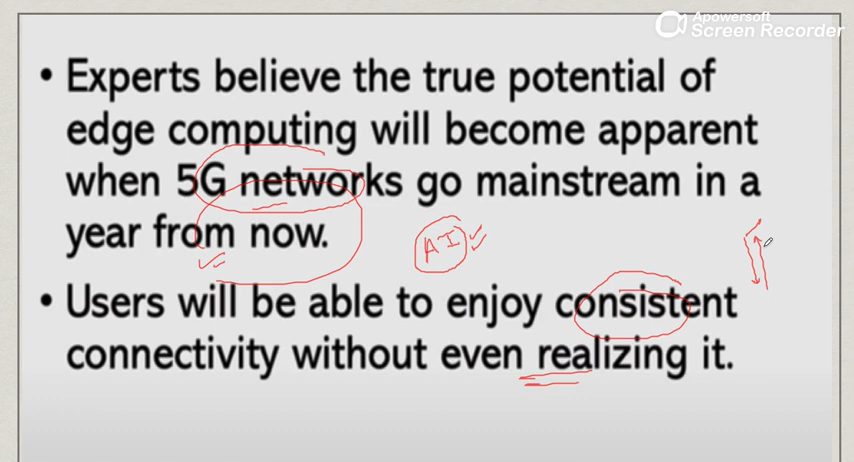 Apowersoft
Screen Recorder
• Experts believe the true potential of
edge computing will become apparent
when 5G networks go mainstream in a
year from now.
AI
• Users will be able to enjoy consistent
connectivity without even realizing it.